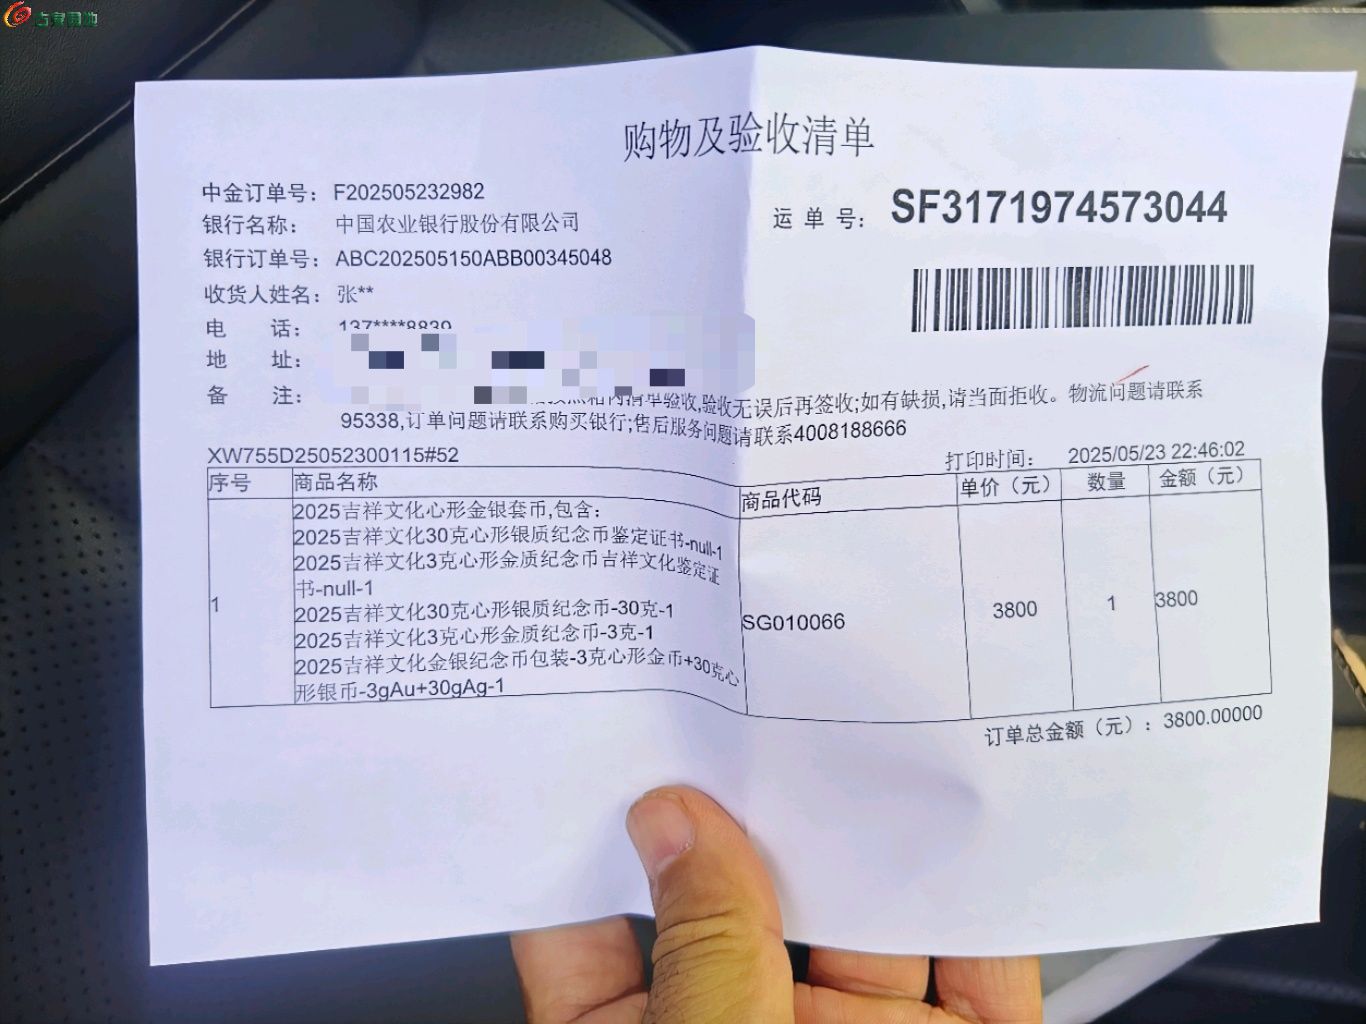 购物及验收清单
中金订单号： F202505232982
银行名称： 中国农业银行股份有限公司
运 单 号： SF3171974573044
银行订单号： ABC202505150ABB00345048
收货人姓名： 张**
电 话： 137****8839
地 址：
备 注： 清单验收,验收无误后再签收;如有缺损,请当面拒收。物流问题请联系
95338,订单问题请联系购买银行;售后服务问题请联系4008188666
XW755D25052300115#52
打印时间： 2025/05/23 22:46:02
序号 商品名称 商品代码 单价（元） 数量 金额（元）
2025吉祥文化心形金银套币,包含：
2025吉祥文化30克心形银质纪念币鉴定证书-null-1
2025吉祥文化3克心形金质纪念币吉祥文化鉴定证
书-null-1
1 2025吉祥文化30克心形银质纪念币-30克-1 SG010066 3800 1 3800
2025吉祥文化3克心形金质纪念币-3克-1
2025吉祥文化金银纪念币包装-3克心形金币+30克心
形银币-3gAu+30gAg-1
订单总金额（元）： 3800.00000